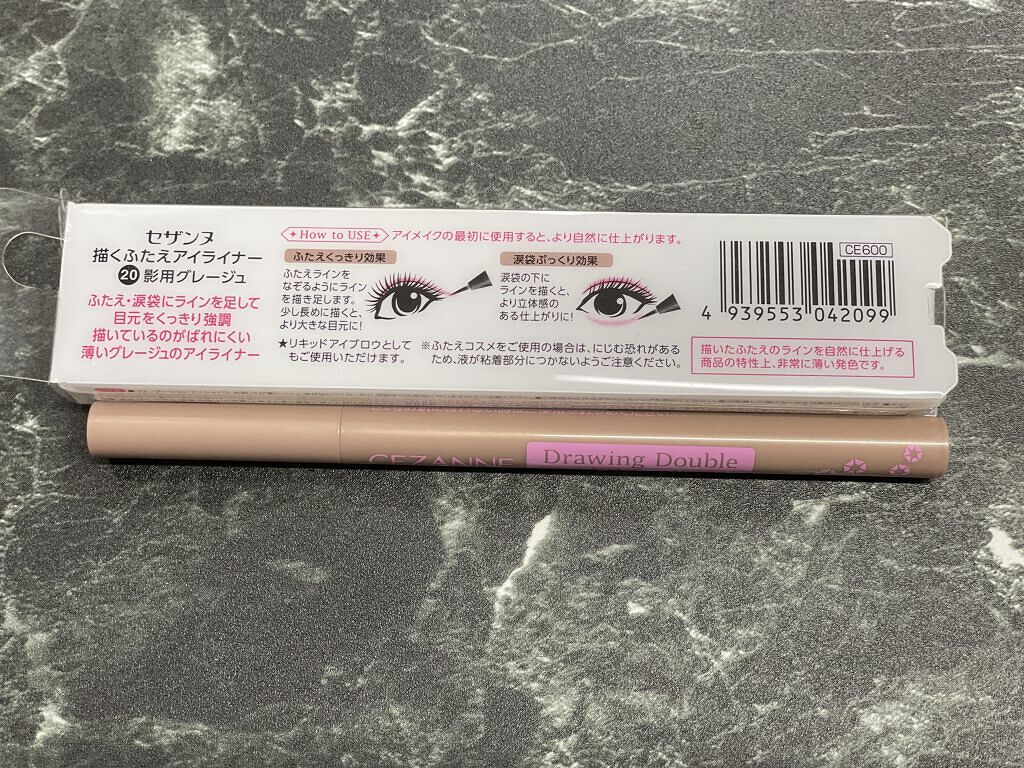 セザンヌ
描くふたえアイライナー
20 影用グレージュ
ふたえ・涙袋にラインを足して
目元をくっきり強調
描いているのがばれにくい
薄いグレージュのアイライナー
How to USE アイメイクの最初に使用すると、より自然に仕上がります。
ふたえくっきり効果
ふたえラインを
なぞるようにライン
を描き足します。
少し長めに描くと、
より大きな目元に!
涙袋ぷっくり効果
涙袋の下に
ラインを描くと、
より立体感の
ある仕上がりに!
★リキッドアイブロウとして
もご使用いただけます。
※ふたえコスメをご使用の場合は、にじむ恐れがある
ため、液が粘着部分につかないようご注意ください。
CE600
4 939553 042099
描いたふたえのラインを自然に仕上げる
商品の特性上、非常に薄い発色です。
CEZANNE
Drawing Double